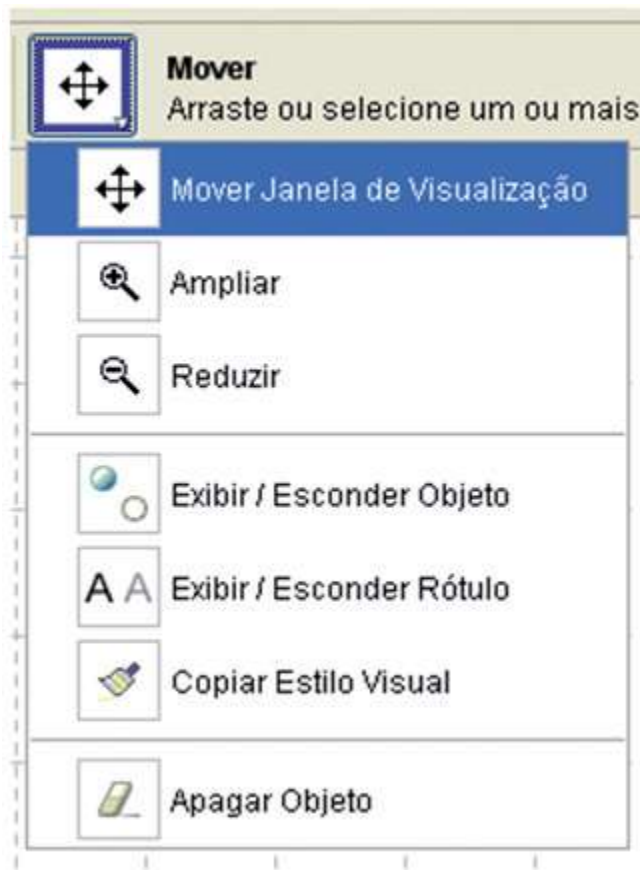 Mover
Arraste ou selecione um ou mais
Mover Janela de Visualização
Ampliar
Reduzir
Exibir / Esconder Objeto
A A Exibir / Esconder Rótulo
Copiar Estilo Visual
Apagar Objeto